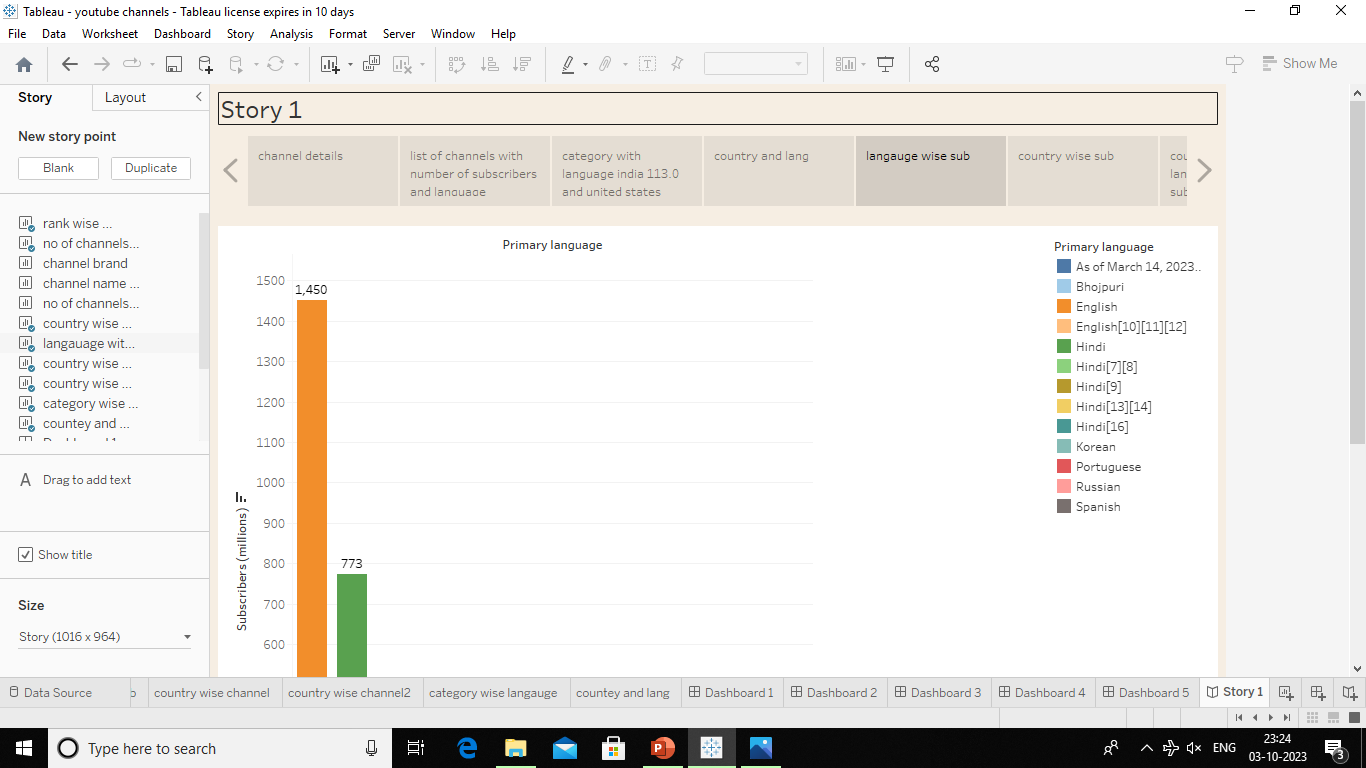 Tableau - youtube channels - Tableau license expires in 10 days
File Data Worksheet Dashboard Story Analysis Format Server Window Help
Show Me
Story Layout
New story point
Blank Duplicate
rank wise ...
no of channels...
channel brand
channel name ...
no of channels...
country wise ...
langauage wit...
country wise ...
country wise ...
category wise ...
countey and ...
A Drag to add text
Show title
Size
Story (1016 x 964)
Story 1
channel details
list of channels with
number of subscribers
and language
category with
language india 113.0
and united states
country and lang
langauge wise sub
country wise sub
cou
lan
sub
Primary language
1500
1400
1300
1200
1100
1000
900
800
700
600
Subscribers (millions)
1,450
773
Primary language
As of March 14, 2023..
Bhojpuri
English
English[10][11][12]
Hindi
Hindi[7][8]
Hindi[9]
Hindi[13][14]
Hindi[16]
Korean
Portuguese
Russian
Spanish
Data Source country wise channel country wise channel2 category wise langauge countey and lang Dashboard 1 Dashboard 2 Dashboard 3 Dashboard 4 Dashboard 5 Story 1
Type here to search
ENG
23:24
03-10-2023
3